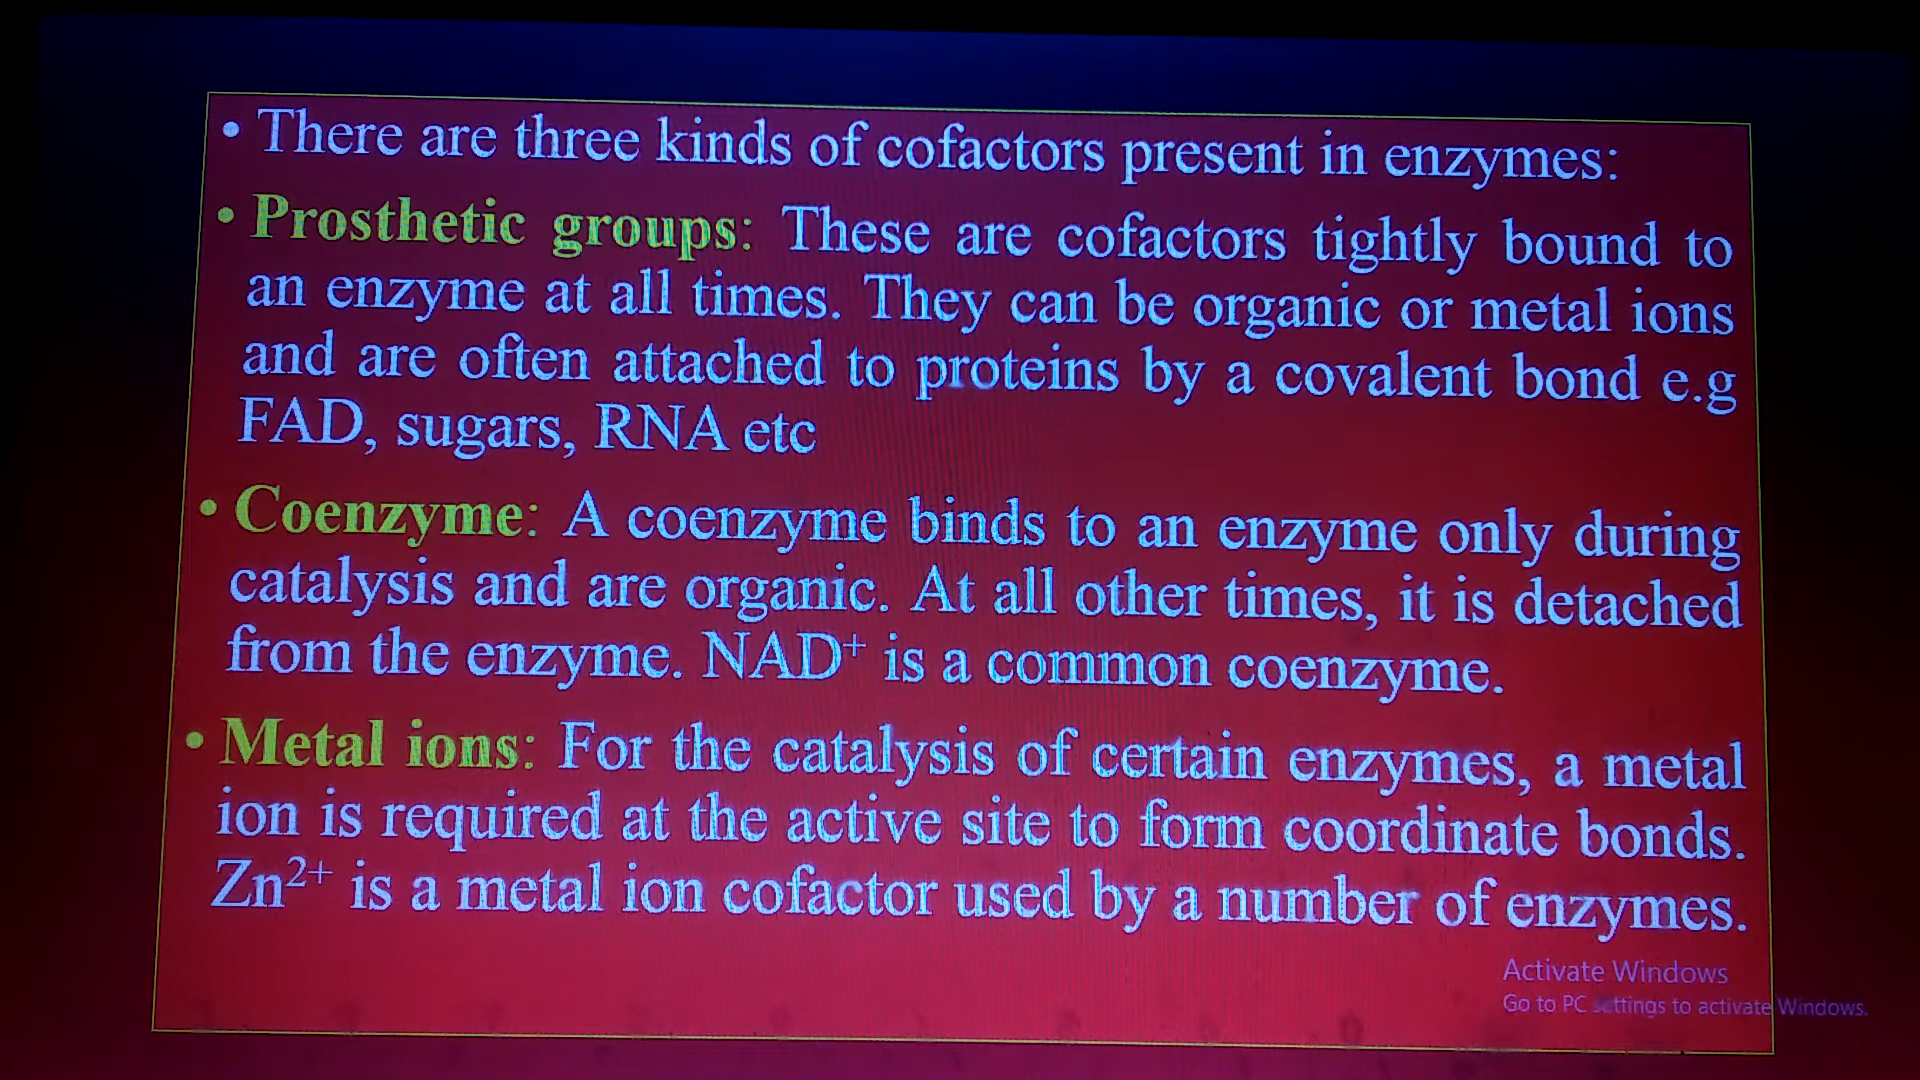 • There are three kinds of cofactors present in enzymes:
• Prosthetic groups: These are cofactors tightly bound to
an enzyme at all times. They can be organic or metal ions
and are often attached to proteins by a covalent bond e.g
FAD, sugars, RNA etc
• Coenzyme: A coenzyme binds to an enzyme only during
catalysis and are organic. At all other times, it is detached
from the enzyme. NAD⁺ is a common coenzyme.
• Metal ions: For the catalysis of certain enzymes, a metal
ion is required at the active site to form coordinate bonds.
Zn²⁺ is a metal ion cofactor used by a number of enzymes.
Activate Windows
Go to PC settings to activate Windows.